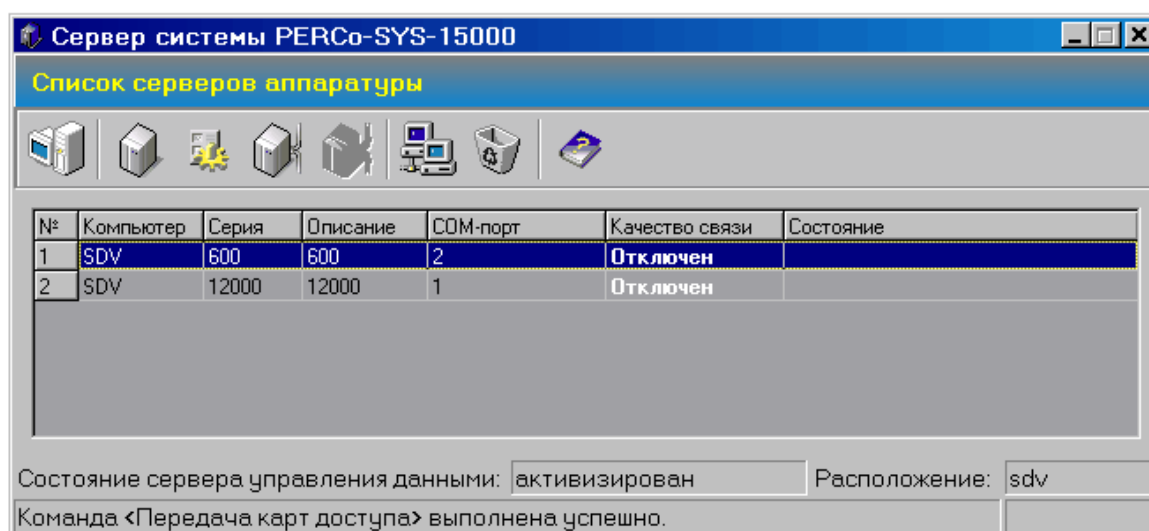 Сервер системы PERCo-SYS-15000
Список серверов аппаратуры
№ Компьютер Серия Описание COM-порт Качество связи Состояние
1 SDV 600 600 2 Отключен
2 SDV 12000 12000 1 Отключен
Состояние сервера управления данными: активизирован Расположение: sdv
Команда <Передача карт доступа> выполнена успешно.